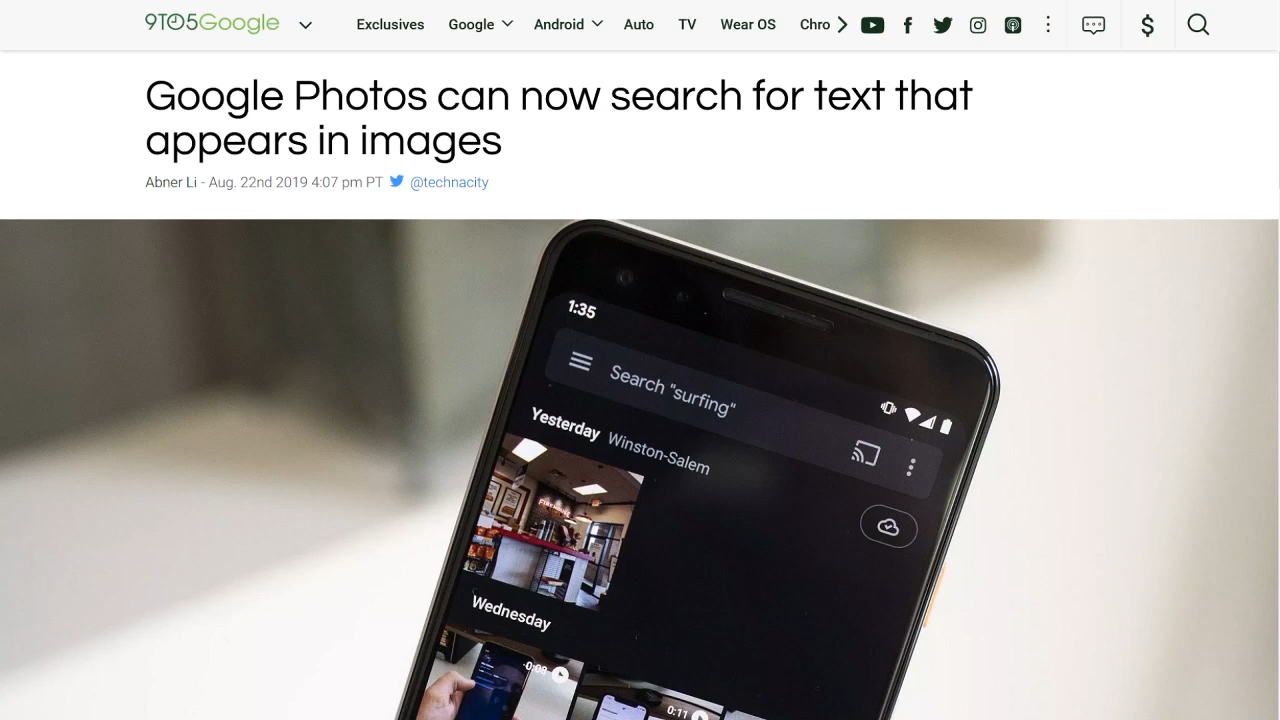 9TO5Google
Exclusives Google Android Auto TV Wear OS Chro
Google Photos can now search for text that
appears in images
Abner Li - Aug. 22nd 2019 4:07 pm PT @technacity
1:35
Search "surfing"
Yesterday Winston-Salem
Wednesday
0:08
0:11